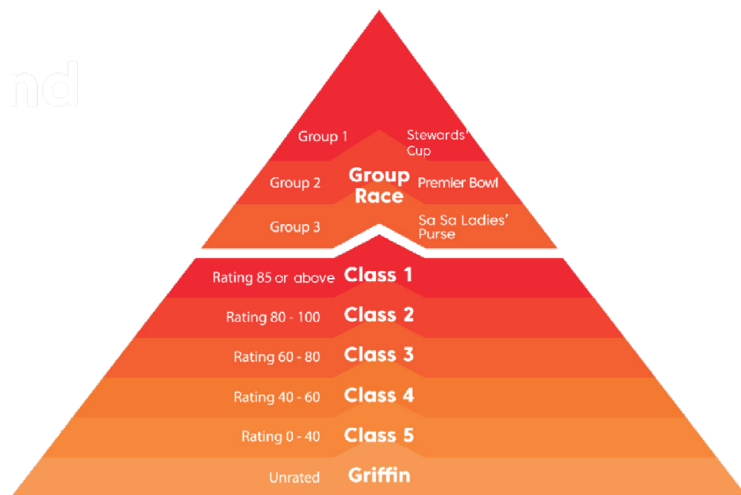 nd
Group 1
Stewards'
Cup
Group 2
Group
Race
Premier Bowl
Group 3
Sa Sa Ladies'
Purse
Rating 85 or above Class 1
Rating 80 - 100 Class 2
Rating 60 - 80 Class 3
Rating 40 - 60 Class 4
Rating 0 - 40 Class 5
Unrated Griffin